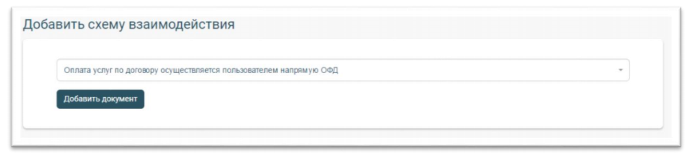 Добавить схему взаимодействия
Оплата услуг по договору осуществляется пользователем напрямую ОФД
Добавить документ